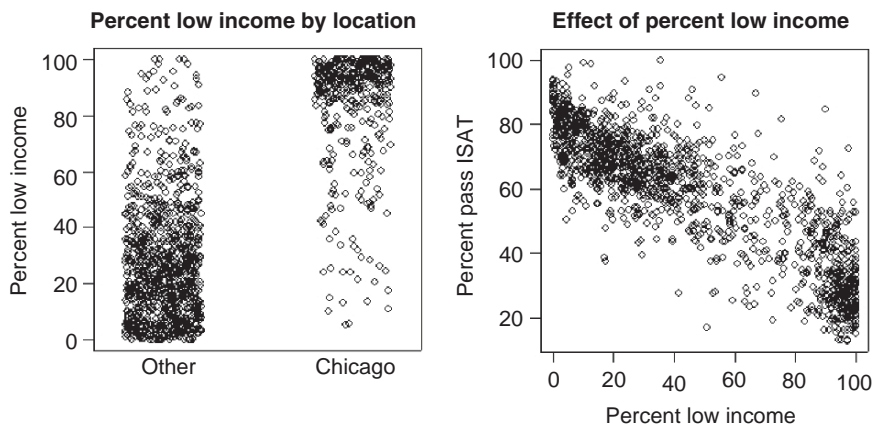 Percent low income by location
Percent low income
100
80
60
40
20
0
Other Chicago
Effect of percent low income
Percent pass ISAT
100
80
60
40
20
0 20 40 60 80 100
Percent low income